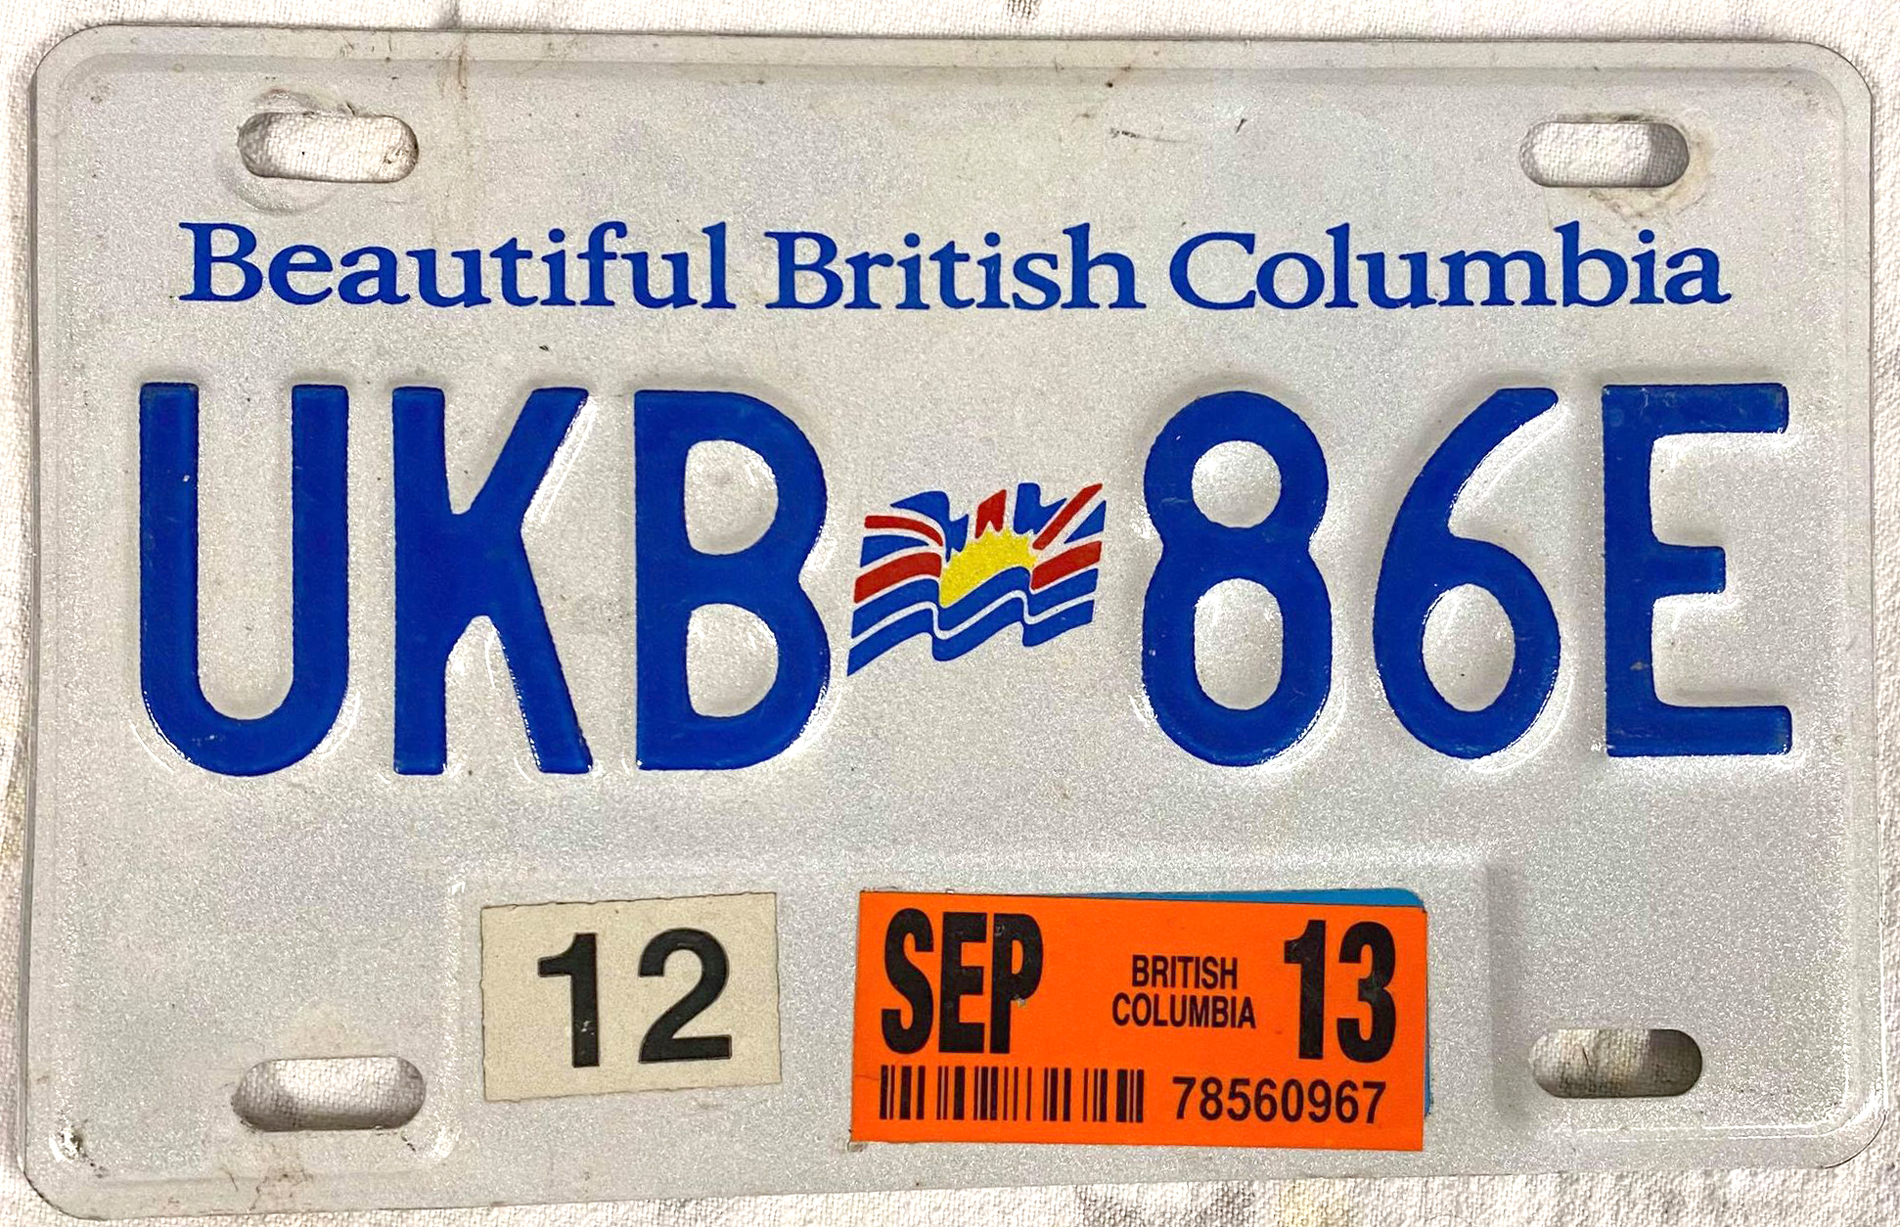 Beautiful British Columbia
UKB 86E
12
SEP BRITISH COLUMBIA 13
78560967